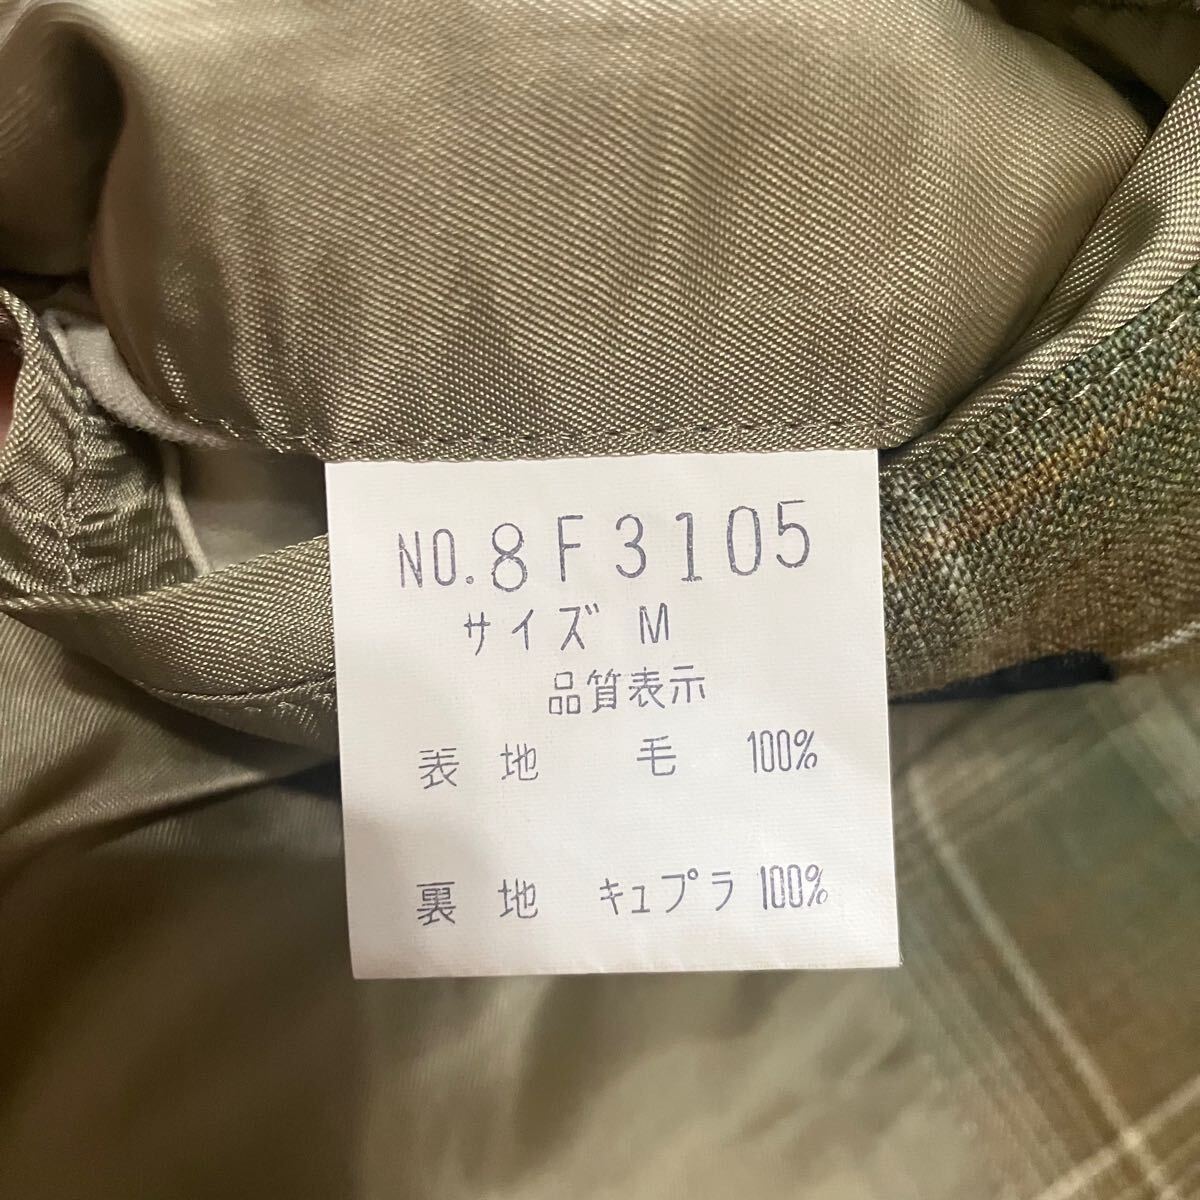 NO.8F3105
サイズ M
品質表示
表地 毛 100%
裏地 キュプラ 100%